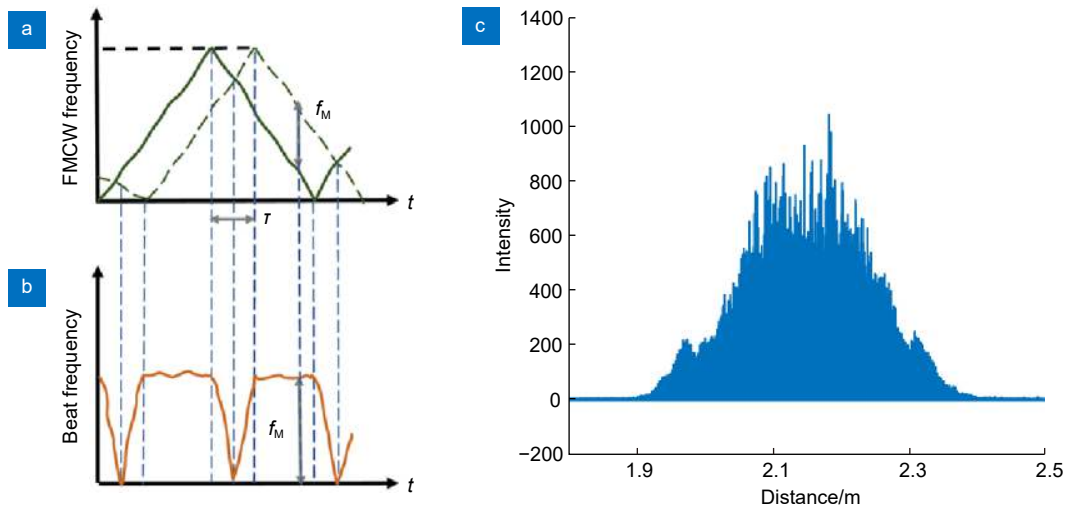 a
FMCW frequency
f_M
τ
t
b
Beat frequency
f_M
t
c
Intensity
1400
1200
1000
800
600
400
200
0
−200
1.9
2.1
2.3
2.5
Distance/m